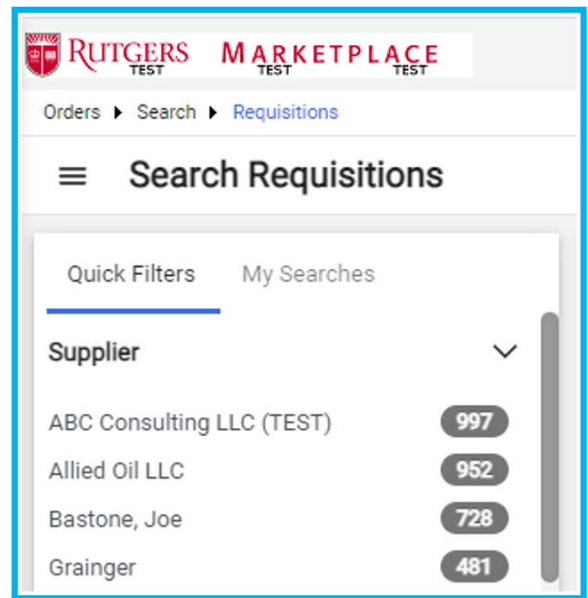 RUTGERS MARKETPLACE
TEST TEST TEST
Orders Search Requisitions
Search Requisitions
Quick Filters My Searches
Supplier
ABC Consulting LLC (TEST) 997
Allied Oil LLC 952
Bastone, Joe 728
Grainger 481